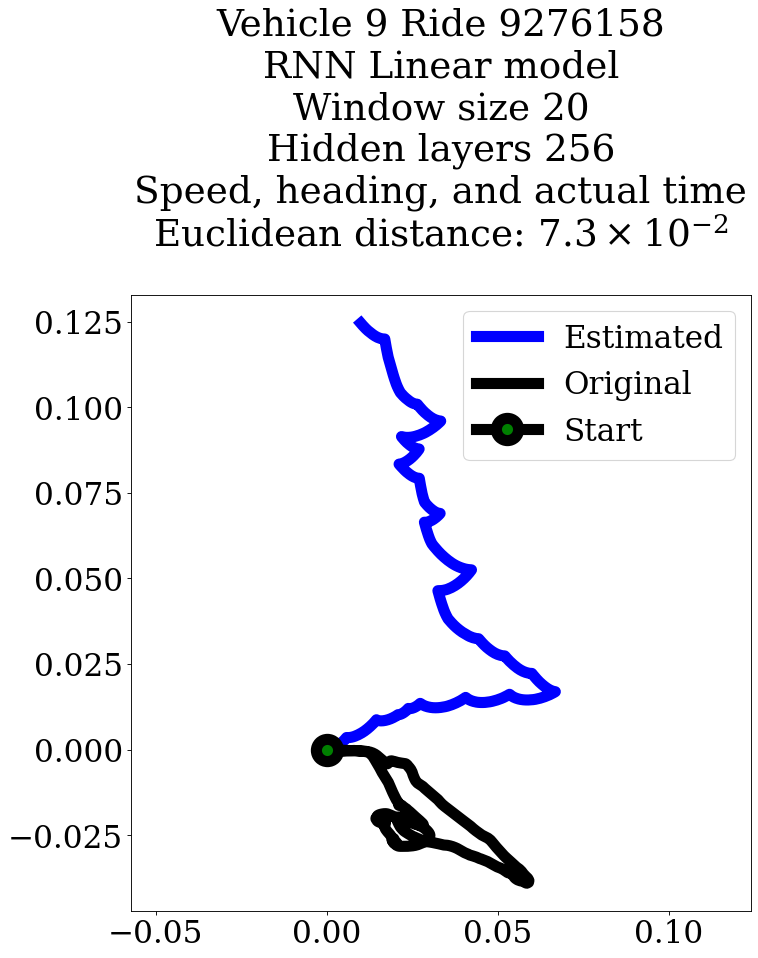 Vehicle 9 Ride 9276158
RNN Linear model
Window size 20
Hidden layers 256
Speed, heading, and actual time
Euclidean distance: $7.3 \times 10^{-2}$
Estimated
Original
Start
0.125
0.100
0.075
0.050
0.025
0.000
−0.025
−0.05 0.00 0.05 0.10